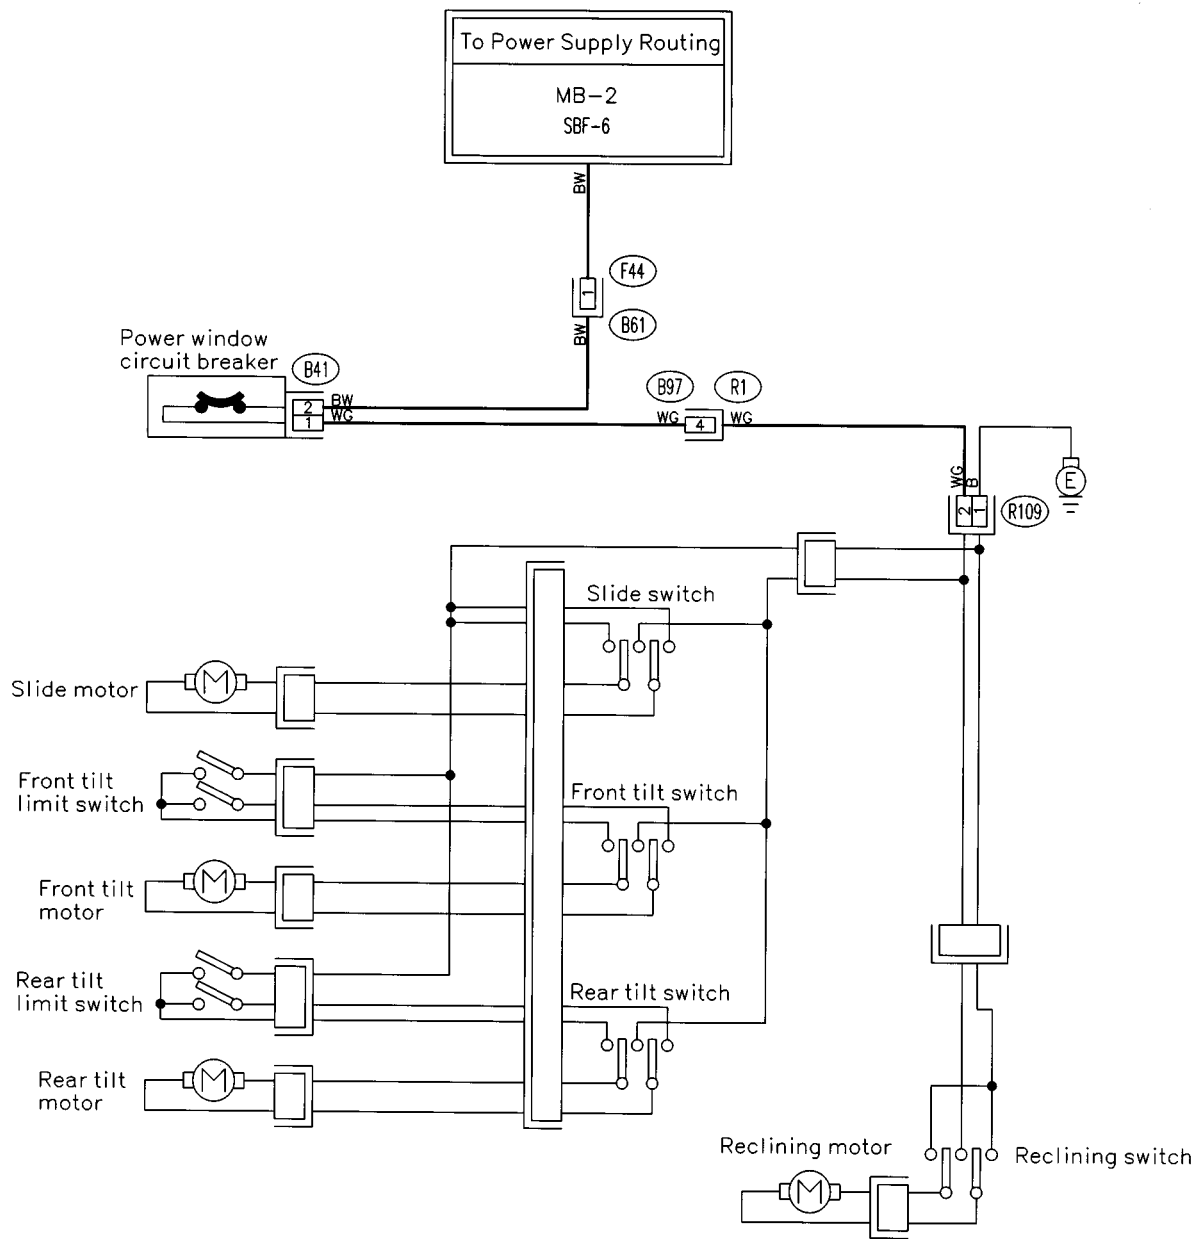 To Power Supply Routing
MB-2
SBF-6
BW
F44
1
B61
BW
Power window
circuit breaker
B41
2
BW
1
WG
B97
R1
WG
4
WG
WG
B
E
2
1
R109
Slide switch
M
Slide motor
Front tilt
limit switch
Front tilt switch
M
Front tilt
motor
Rear tilt
limit switch
Rear tilt switch
M
Rear tilt
motor
Reclining motor
M
Reclining switch